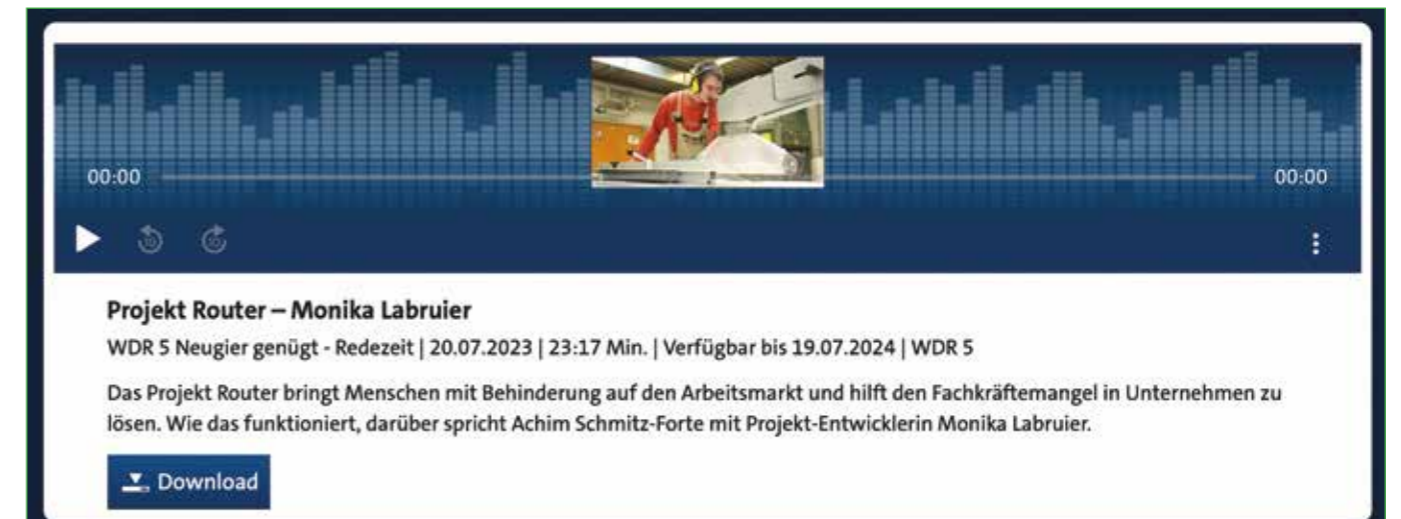 00:00
00:00
10 10
Projekt Router – Monika Labruier
WDR 5 Neugier genügt - Redezeit | 20.07.2023 | 23:17 Min. | Verfügbar bis 19.07.2024 | WDR 5
Das Projekt Router bringt Menschen mit Behinderung auf den Arbeitsmarkt und hilft den Fachkräftemangel in Unternehmen zu
lösen. Wie das funktioniert, darüber spricht Achim Schmitz-Forte mit Projekt-Entwicklerin Monika Labruier.
Download